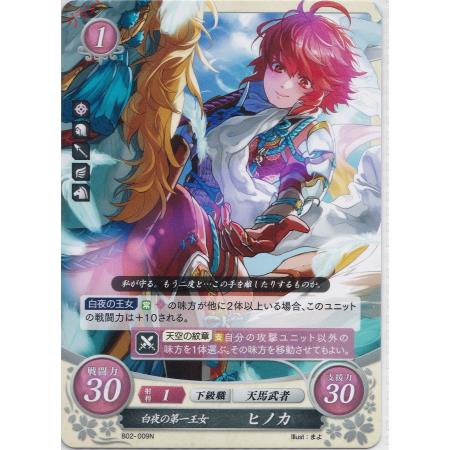 1
私が守る。もう二度と…この子を離したりするものか。
白夜の王女 常 の味方が他に2体以上いる場合、このユニット
の戦闘力は+10される。
天空の紋章 支 自分の攻撃ユニット以外の
味方を1体選ぶ。その味方を移動させてもよい。
戦闘力
30
射程 1 下級職 天馬武者
支援力
30
白夜の第一王女 ヒノカ
B02-009N
Illust:まよ